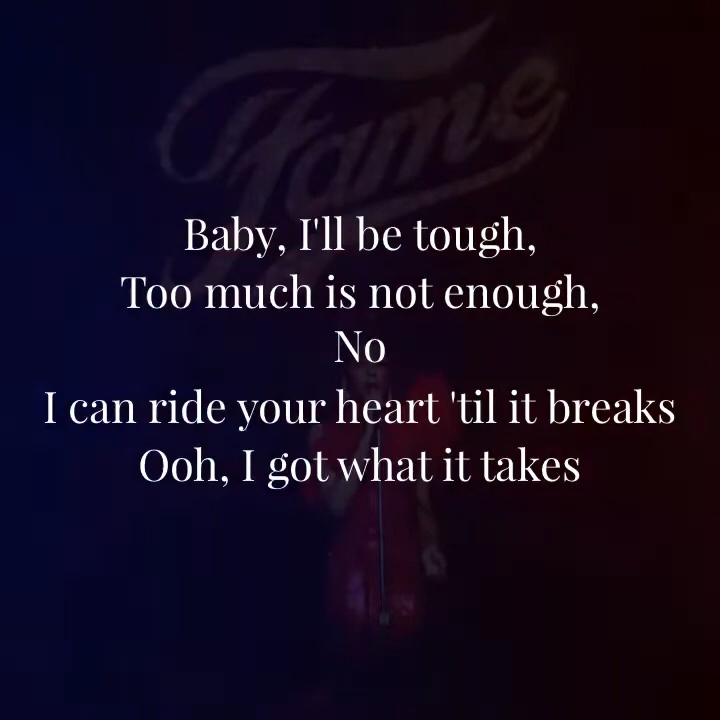 Fame
Baby, I'll be tough,
Too much is not enough,
No
I can ride your heart 'til it breaks
Ooh, I got what it takes